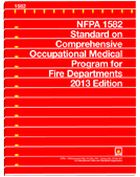 1582
NFPA 1582
Standard on
Comprehensive
Occupational Medical
Program for
Fire Departments
2013 Edition